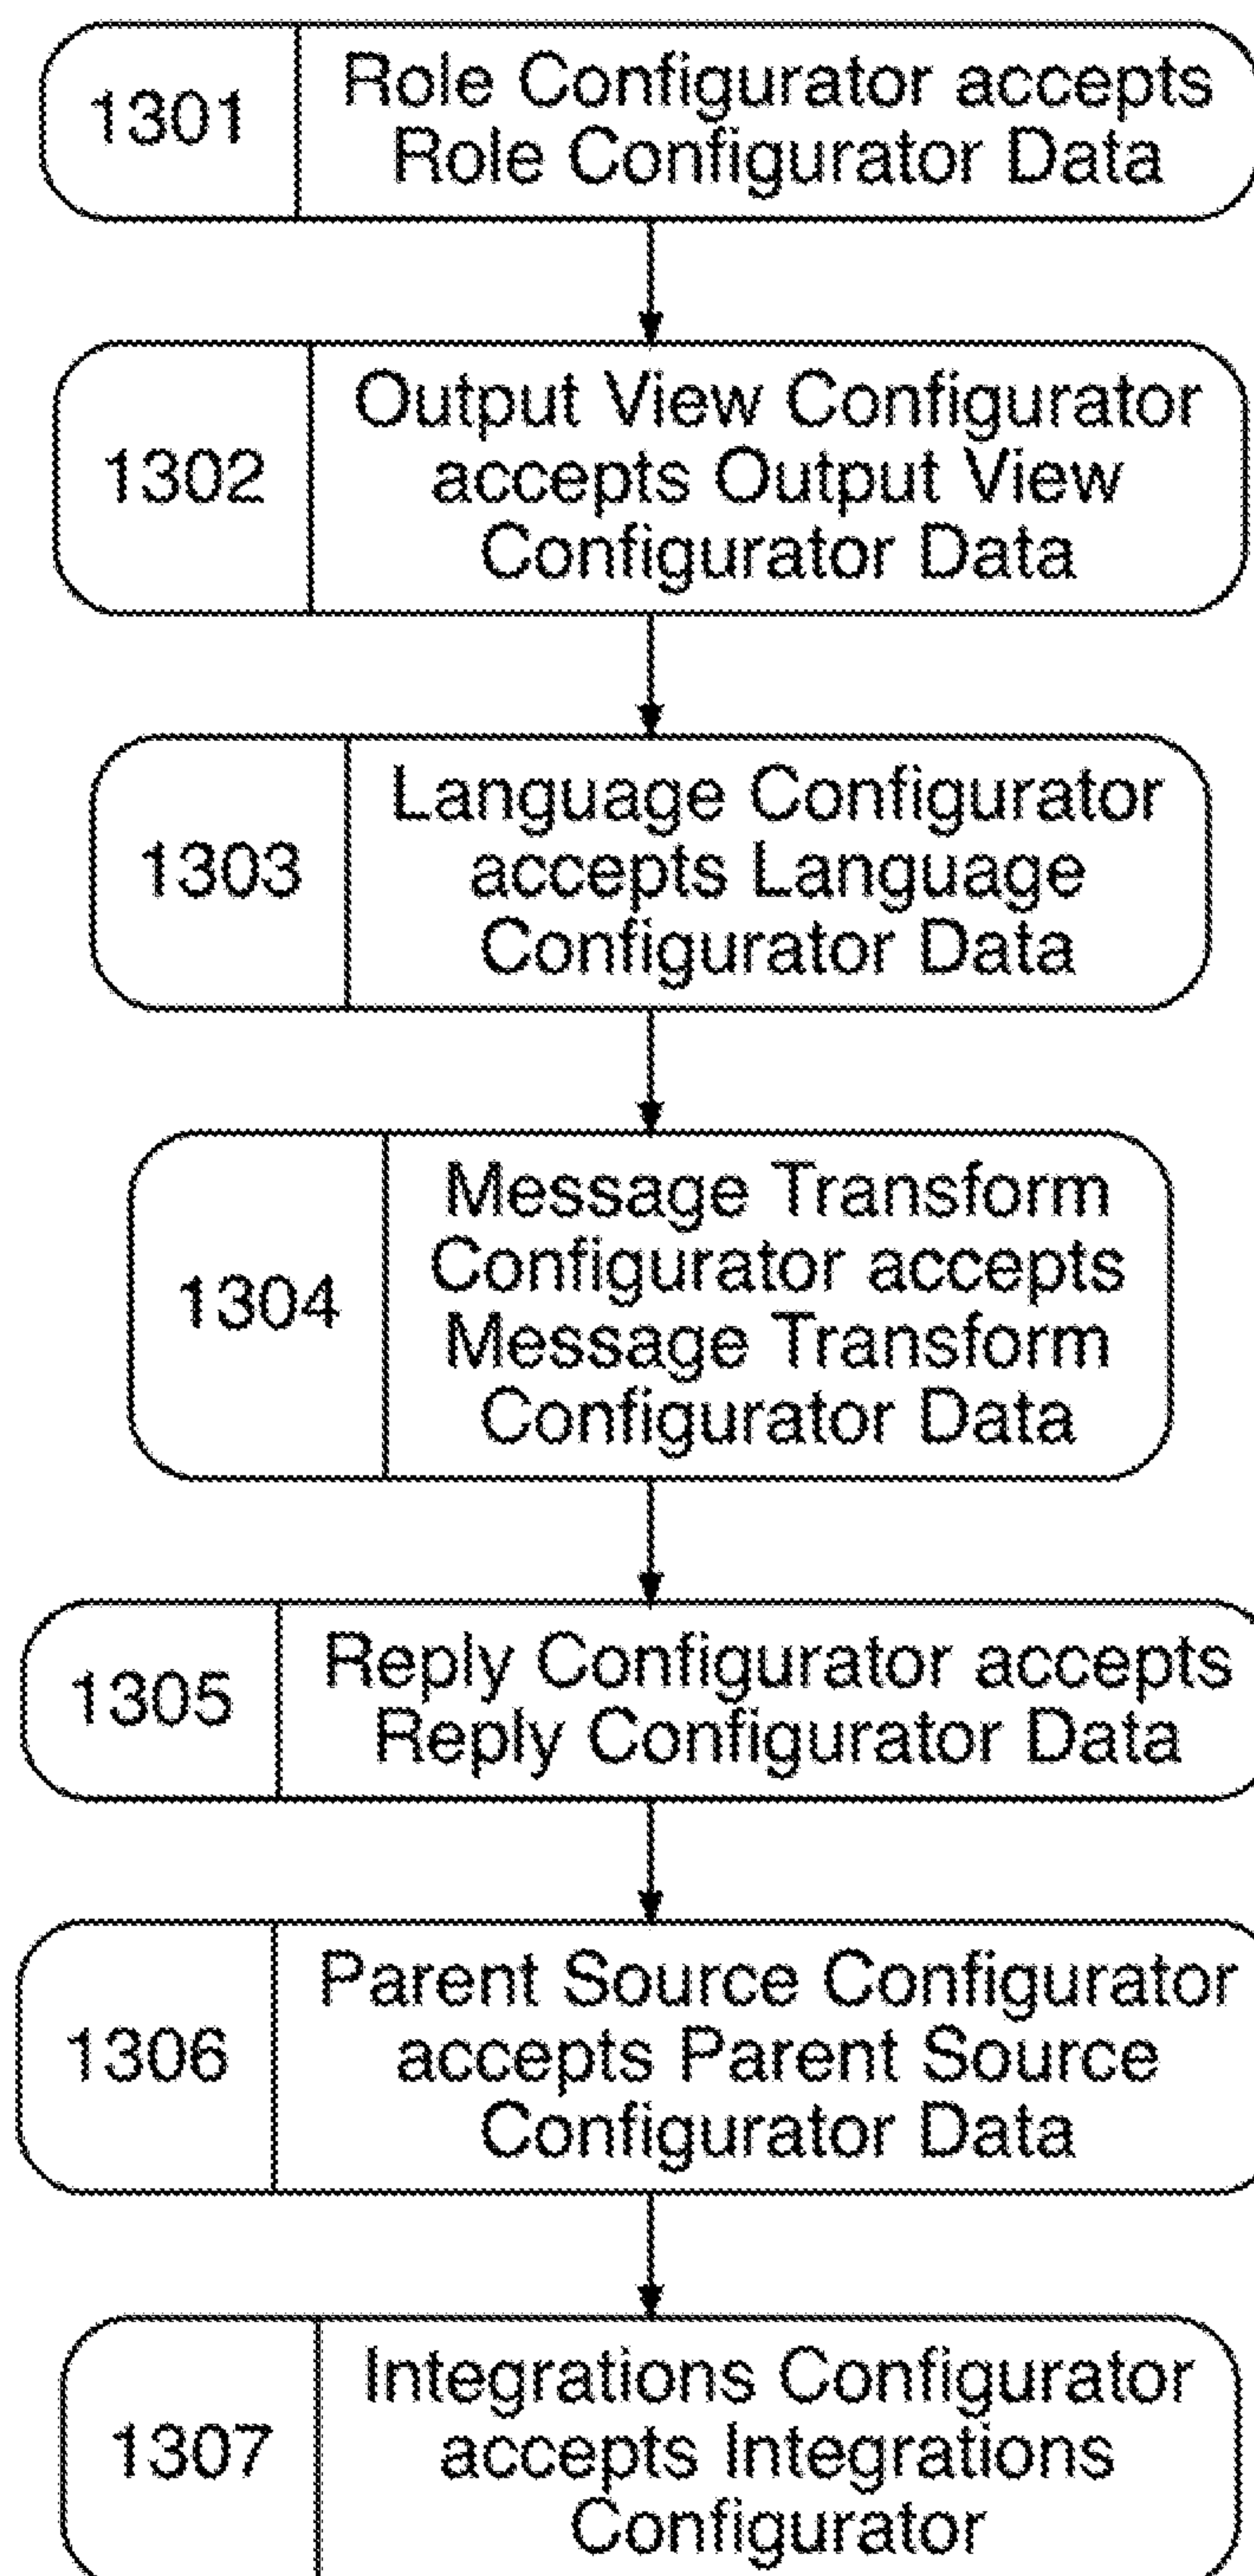 1301
Role Configurator accepts
Role Configurator Data
1302
Output View Configurator
accepts Output View
Configurator Data
1303
Language Configurator
accepts Language
Configurator Data
1304
Message Transform
Configurator accepts
Message Transform
Configurator Data
1305
Reply Configurator accepts
Reply Configurator Data
1306
Parent Source Configurator
accepts Parent Source
Configurator Data
1307
Integrations Configurator
accepts Integrations
Configurator